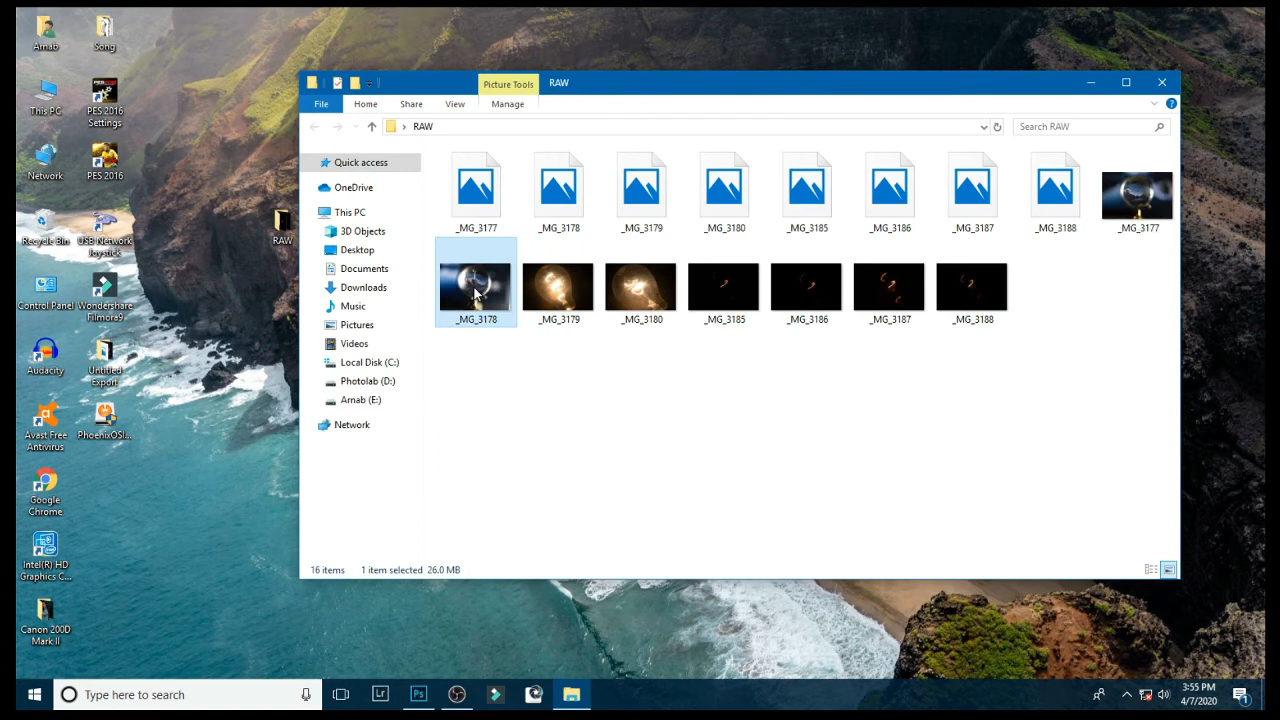 Arnab
Song
This PC
PES 2016
Settings
Network
PES 2016
Recycle Bin
USB Network
Joystick
RAW
Control Panel
Wondershare
Filmora9
Audacity
Untitled
Export
Avast Free
Antivirus
PhoenixOSI...
Google
Chrome
Intel(R) HD
Graphics C...
Canon 200D
Mark II
Picture Tools
RAW
File
Home
Share
View
Manage
RAW
Search RAW
Quick access
OneDrive
This PC
3D Objects
Desktop
Documents
Downloads
Music
Pictures
Videos
Local Disk (C:)
Photolab (D:)
Arnab (E:)
Network
_MG_3177
_MG_3178
_MG_3179
_MG_3180
_MG_3185
_MG_3186
_MG_3187
_MG_3188
_MG_3177
_MG_3178
_MG_3179
_MG_3180
_MG_3185
_MG_3186
_MG_3187
_MG_3188
16 items
1 item selected 26.0 MB
Type here to search
Lr
Ps
3:55 PM
4/7/2020
1